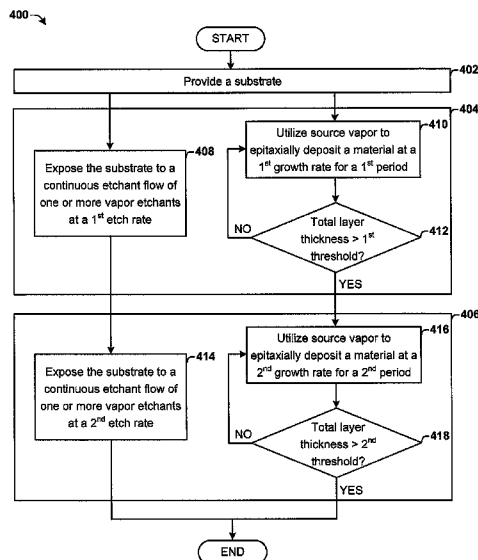 400
START
402
Provide a substrate
404
408
Expose the substrate to a
continuous etchant flow of
one or more vapor etchants
at a 1st etch rate
410
Utilize source vapor to
epitaxially deposit a material at a
1st growth rate for a 1st period
412
Total layer
thickness > 1st
threshold?
NO
YES
406
414
Expose the substrate to a
continuous etchant flow of
one or more vapor etchants
at a 2nd etch rate
416
Utilize source vapor to
epitaxially deposit a material at a
2nd growth rate for a 2nd period
418
Total layer
thickness > 2nd
threshold?
NO
YES
END